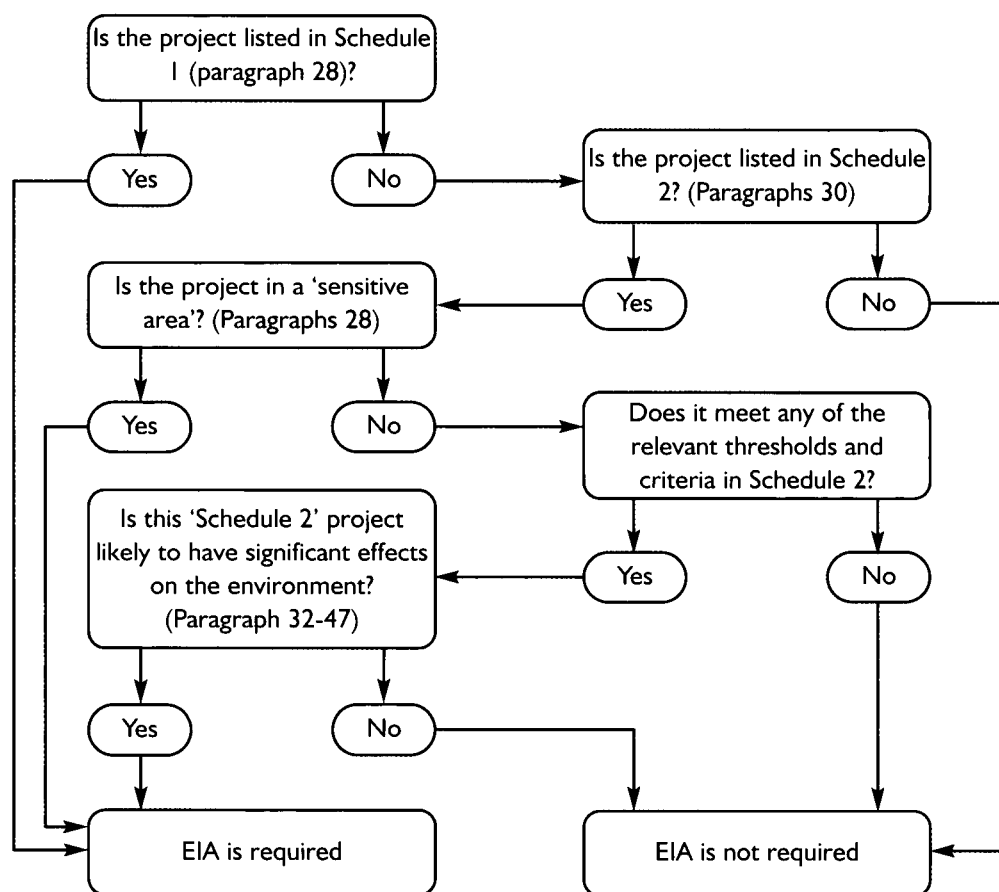 Is the project listed in Schedule
1 (paragraph 28)?
Yes
No
Is the project listed in Schedule
2? (Paragraphs 30)
Yes
No
Is the project in a ‘sensitive
area’? (Paragraphs 28)
Yes
No
Does it meet any of the
relevant thresholds and
criteria in Schedule 2?
Yes
No
Is this ‘Schedule 2’ project
likely to have significant effects
on the environment?
(Paragraph 32-47)
Yes
No
EIA is required
EIA is not required